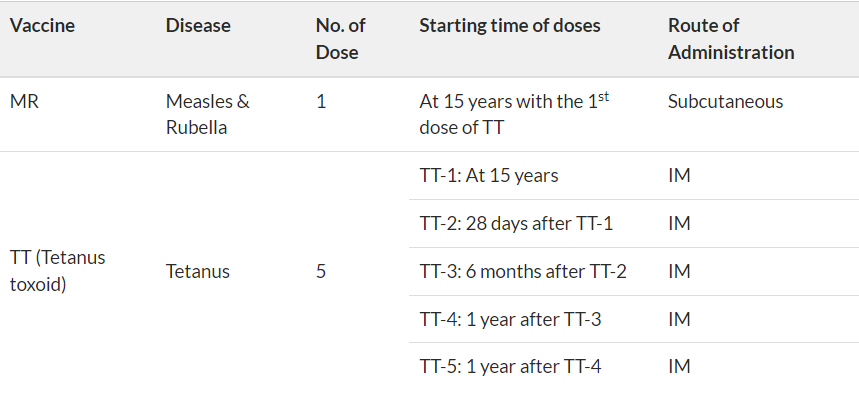 Vaccine Disease No. of Dose Starting time of doses Route of Administration
MR Measles & Rubella 1 At 15 years with the 1st dose of TT Subcutaneous
TT (Tetanus toxoid) Tetanus 5 TT-1: At 15 years IM
TT-2: 28 days after TT-1 IM
TT-3: 6 months after TT-2 IM
TT-4: 1 year after TT-3 IM
TT-5: 1 year after TT-4 IM